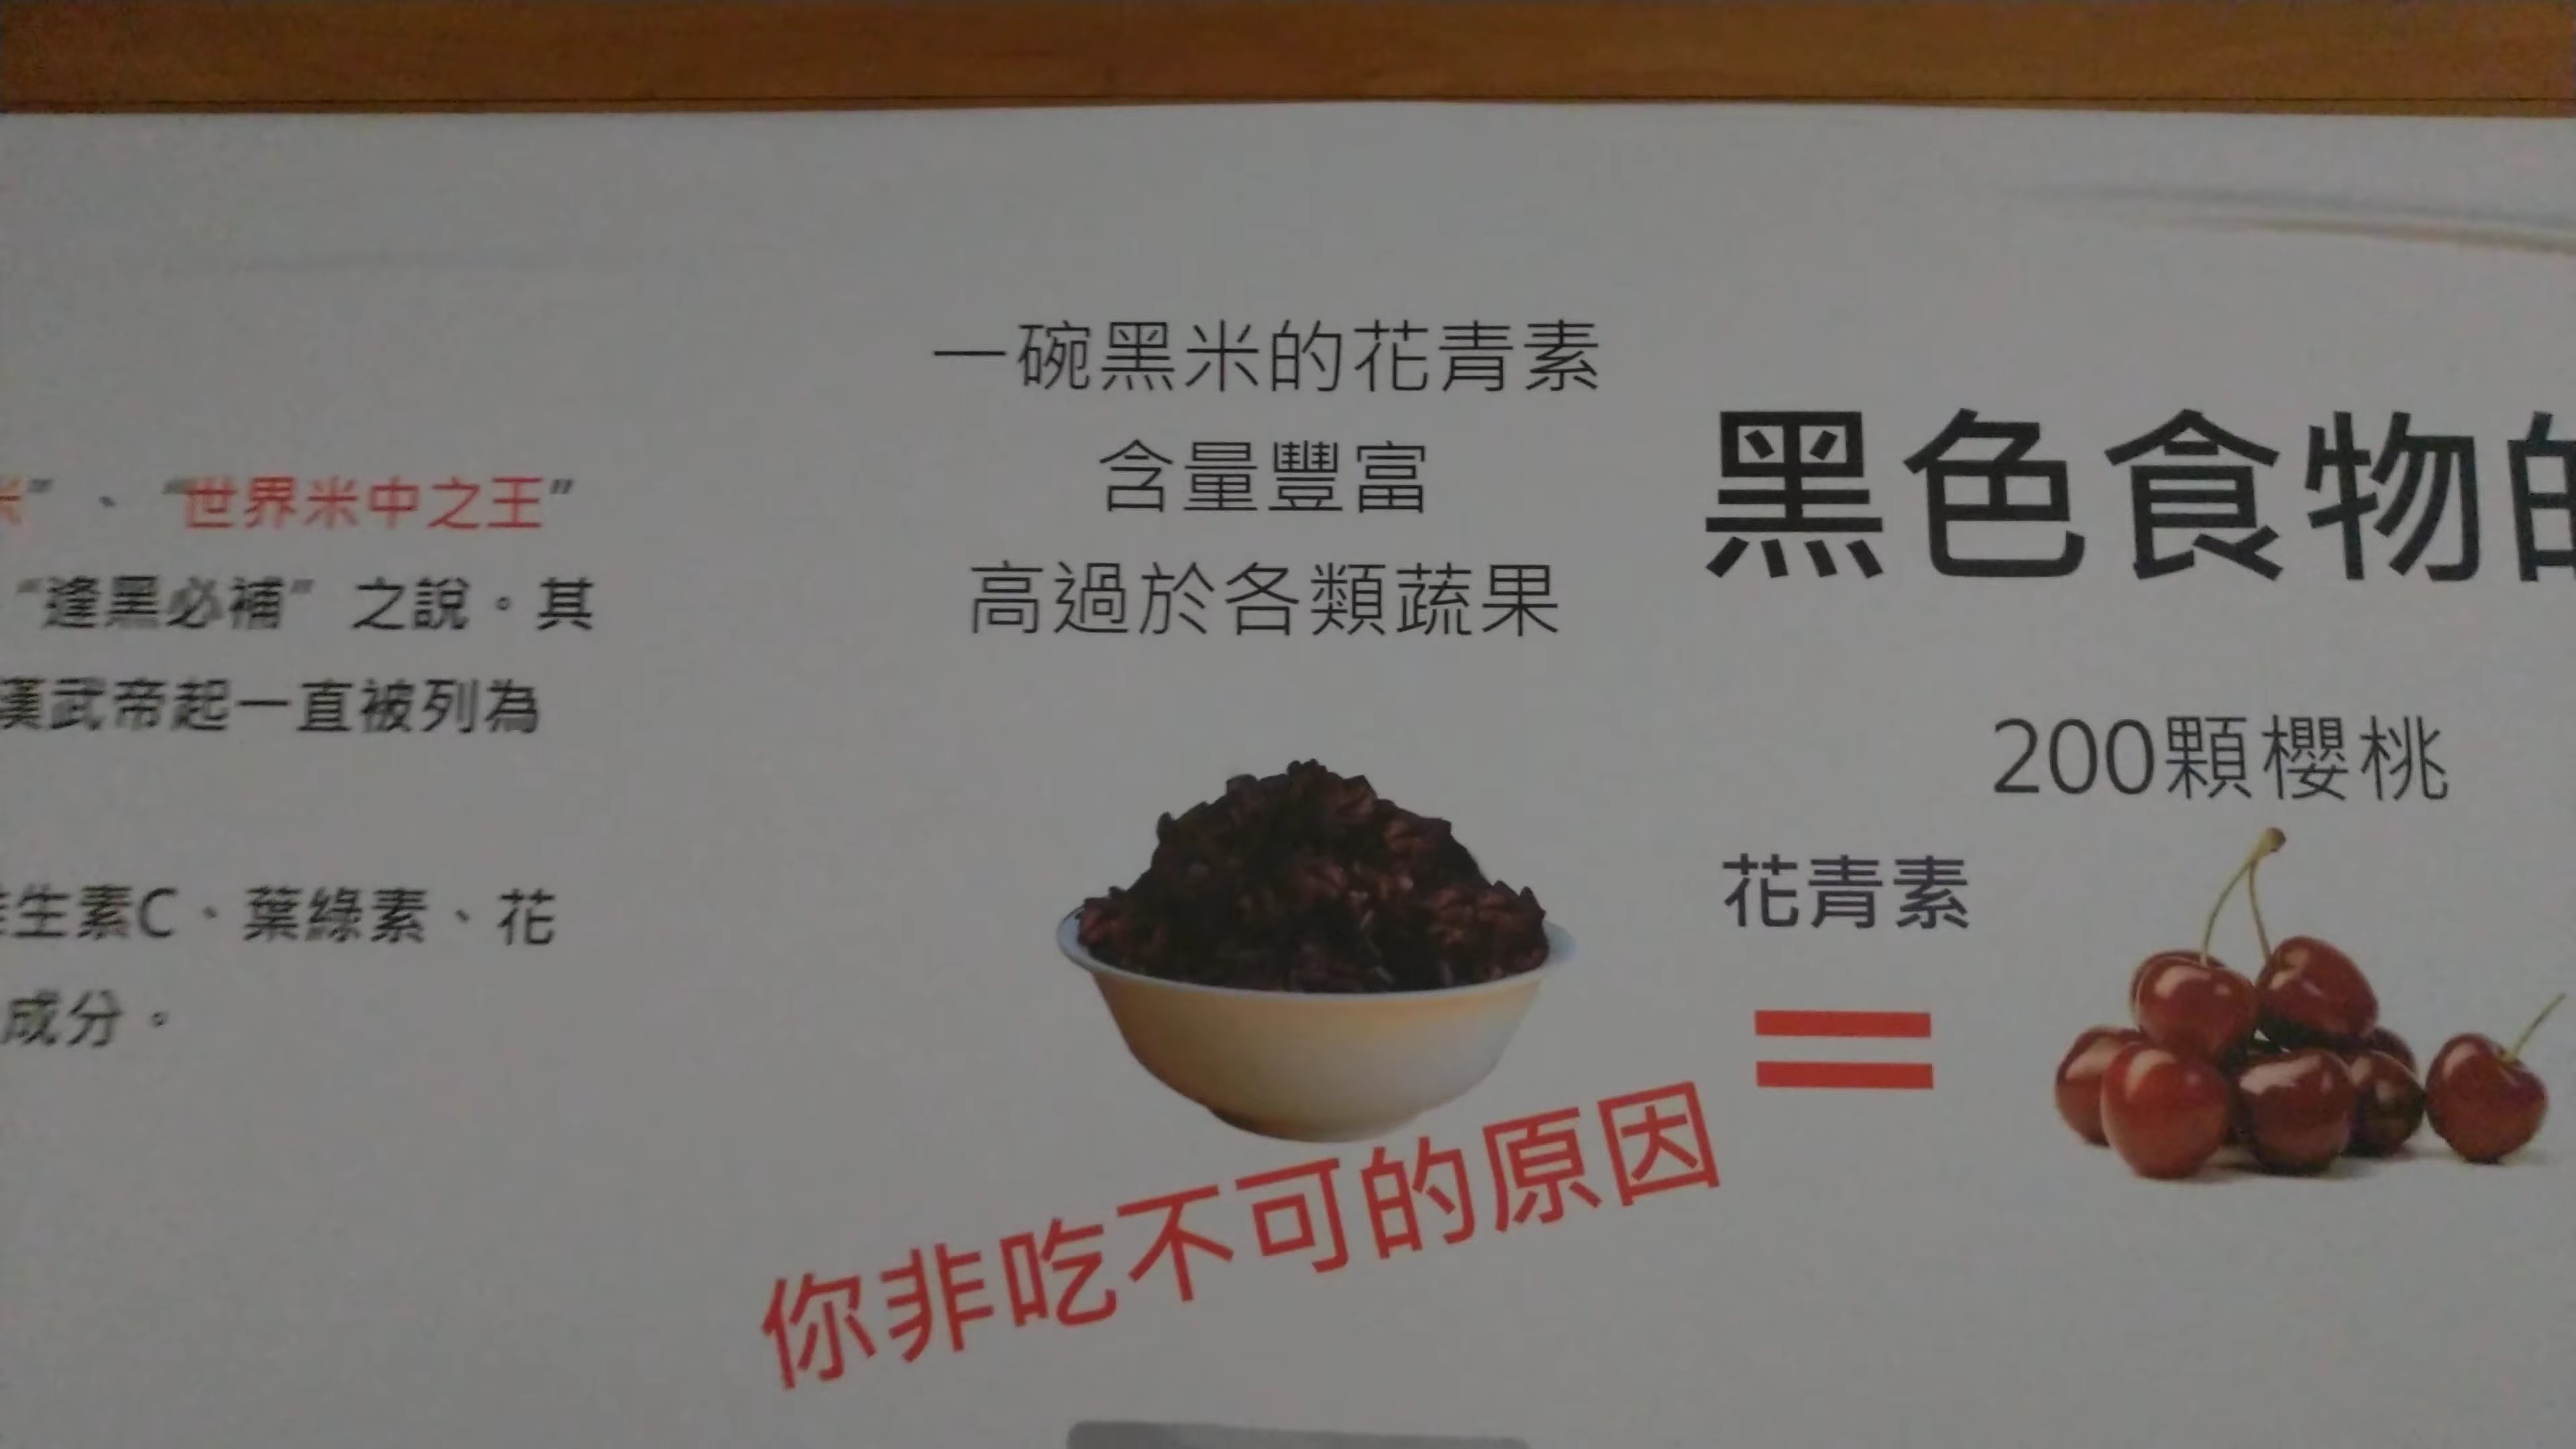 米”、“世界米中之王”
“逢黑必補”之說。其
漢武帝起一直被列為
生素C、葉綠素、花
成分。
一碗黑米的花青素
含量豐富
高過於各類蔬果
你非吃不可的原因
黑色食物的
200顆櫻桃
花青素
=